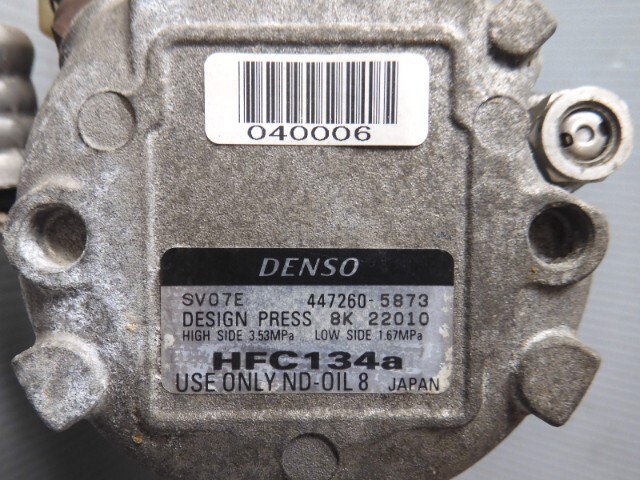 040006
DENSO
SV07E 447260-5873
DESIGN PRESS 8K 22010
HIGH SIDE 3.53MPa LOW SIDE 1.67MPa
HFC134a
USE ONLY ND-OIL 8 JAPAN